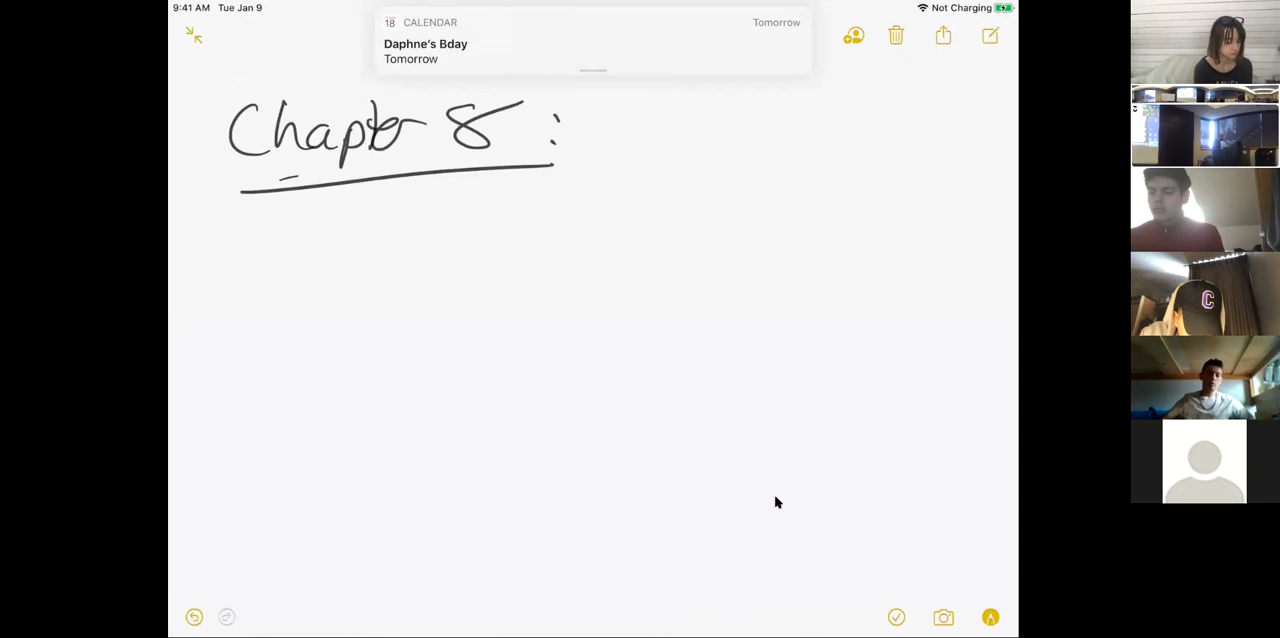 9:41 AM Tue Jan 9
Not Charging
18 CALENDAR
Tomorrow
Daphne's Bday
Tomorrow
Chapter 8 :
C